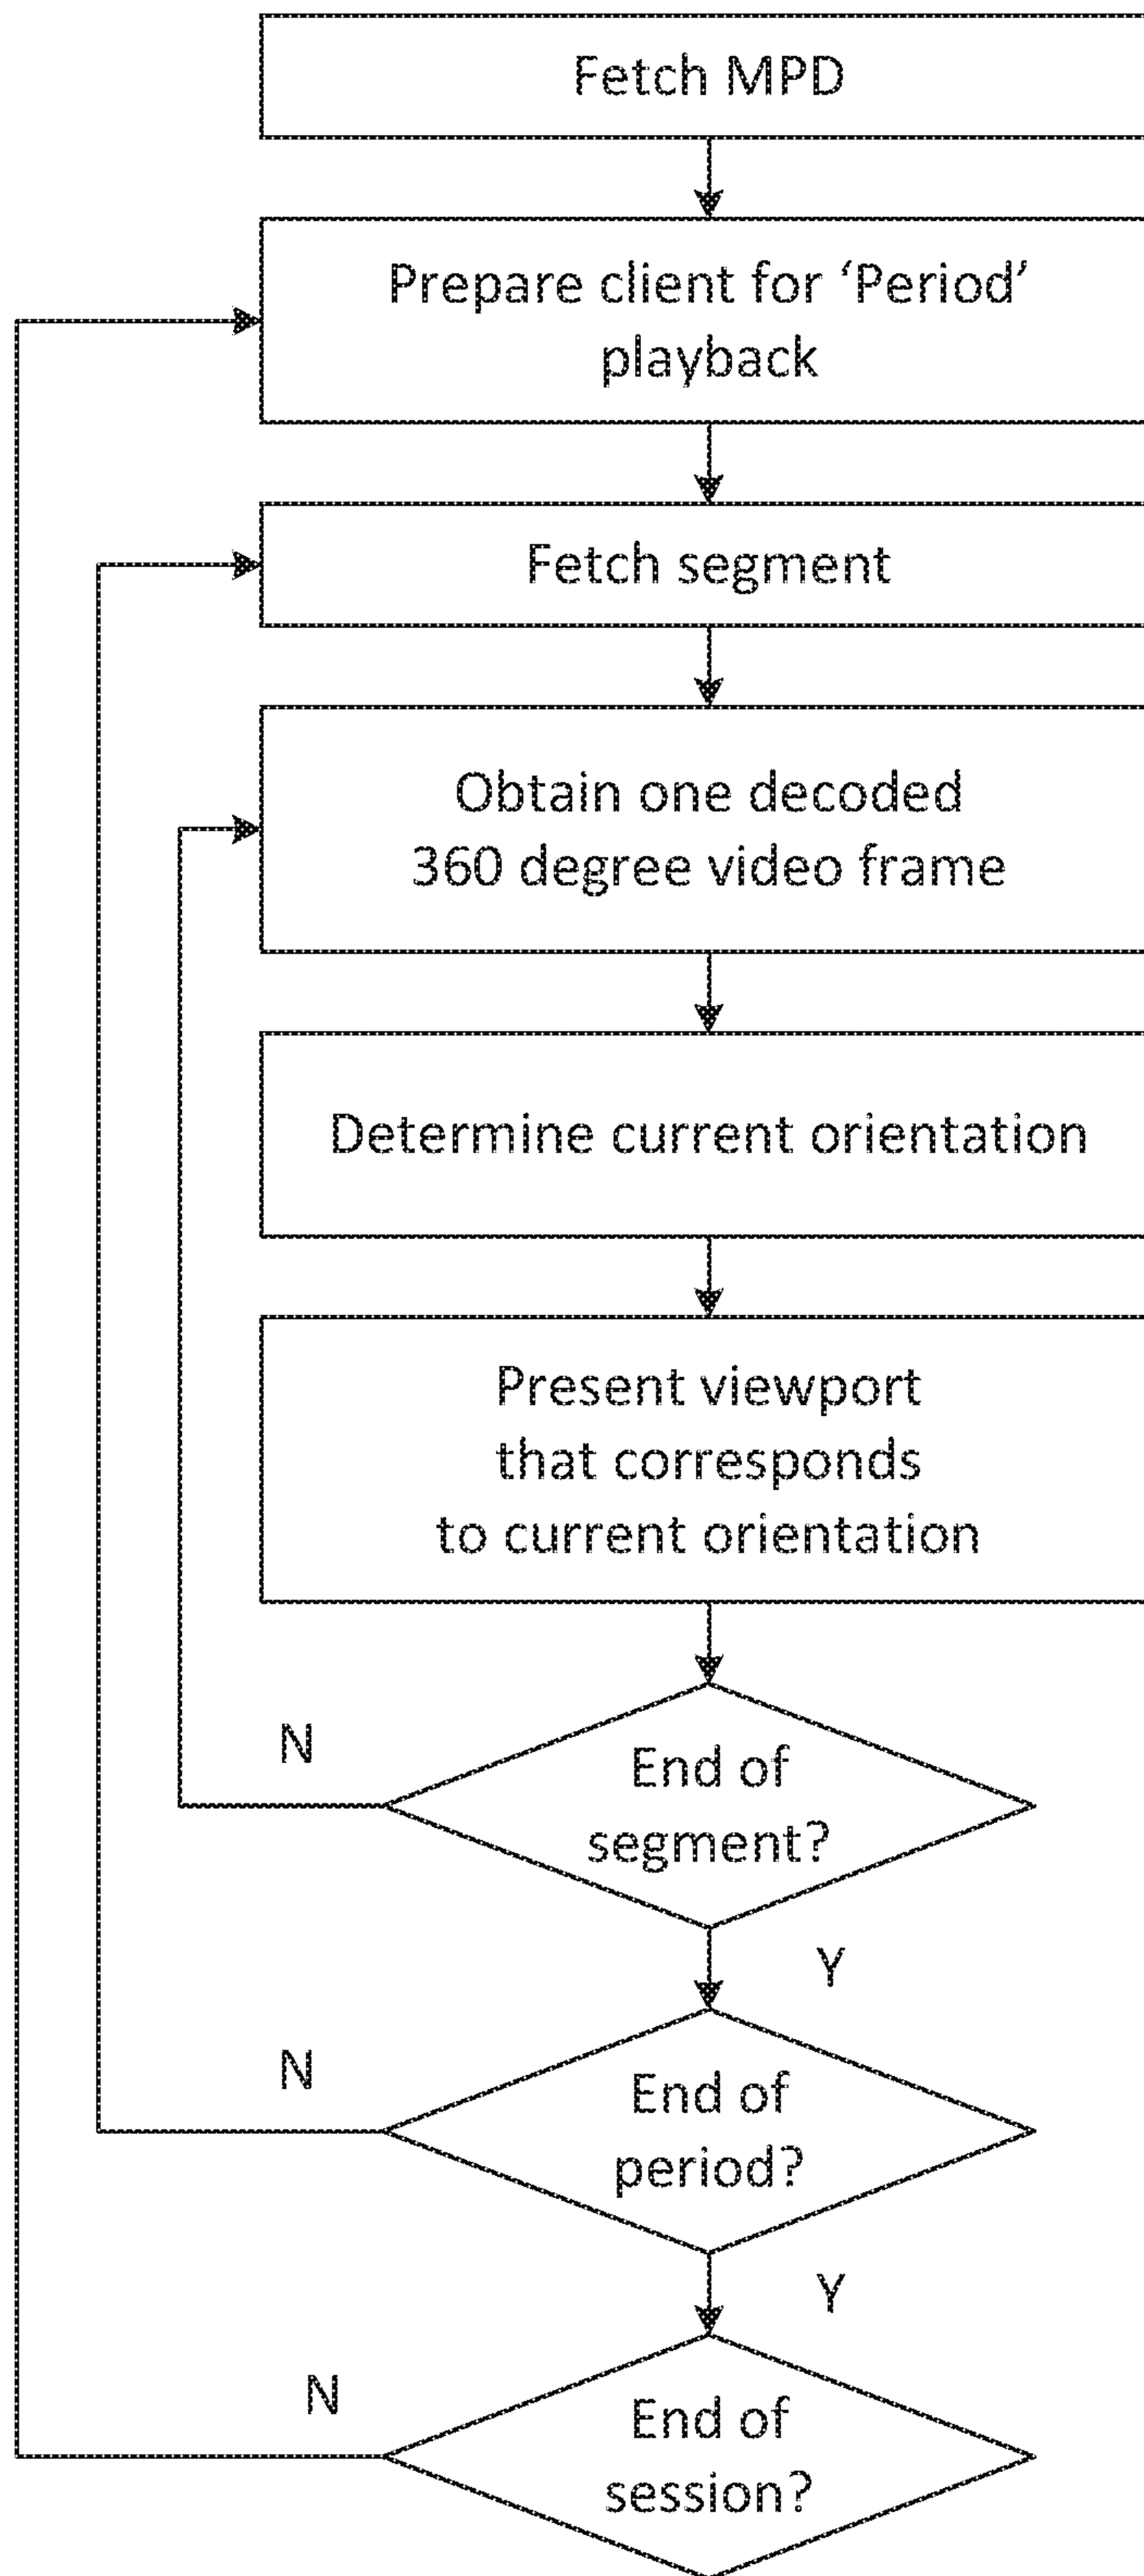 Fetch MPD
Prepare client for ‘Period’
playback
Fetch segment
Obtain one decoded
360 degree video frame
Determine current orientation
Present viewport
that corresponds
to current orientation
N
End of
segment?
Y
N
End of
period?
Y
N
End of
session?